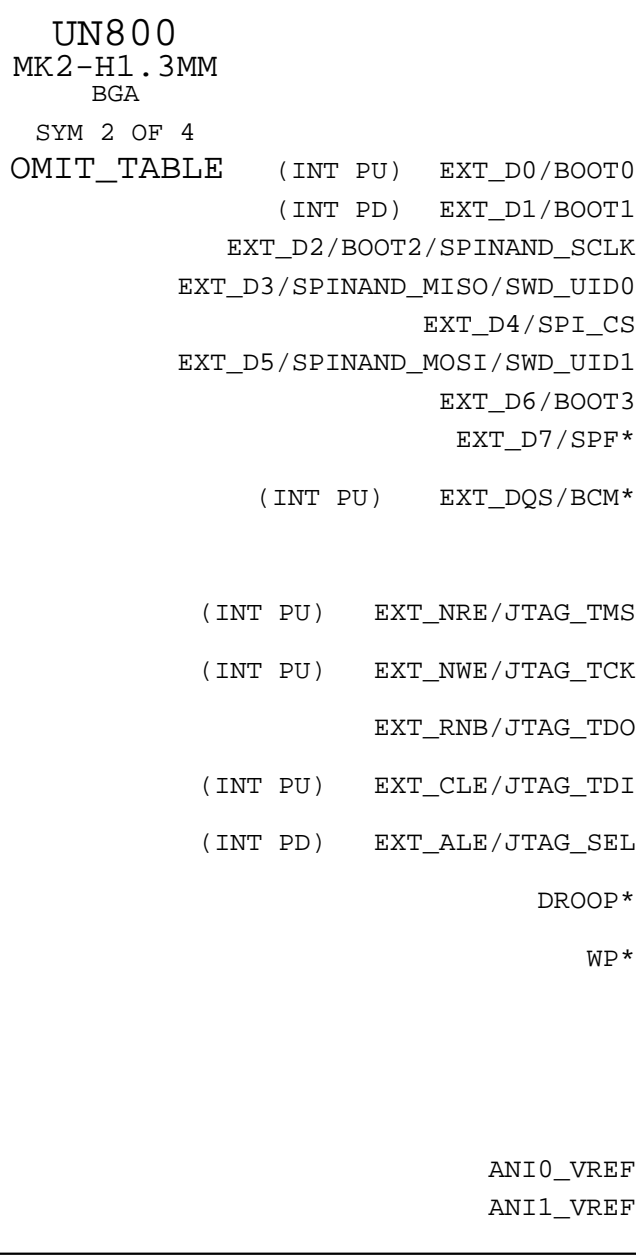 UN800
MK2-H1.3MM
BGA
SYM 2 OF 4
OMIT_TABLE (INT PU) EXT_D0/BOOT0
(INT PD) EXT_D1/BOOT1
EXT_D2/BOOT2/SPINAND_SCLK
EXT_D3/SPINAND_MISO/SWD_UID0
EXT_D4/SPI_CS
EXT_D5/SPINAND_MOSI/SWD_UID1
EXT_D6/BOOT3
EXT_D7/SPF*
(INT PU) EXT_DQS/BCM*
(INT PU) EXT_NRE/JTAG_TMS
(INT PU) EXT_NWE/JTAG_TCK
EXT_RNB/JTAG_TDO
(INT PU) EXT_CLE/JTAG_TDI
(INT PD) EXT_ALE/JTAG_SEL
DROOP*
WP*
ANI0_VREF
ANI1_VREF